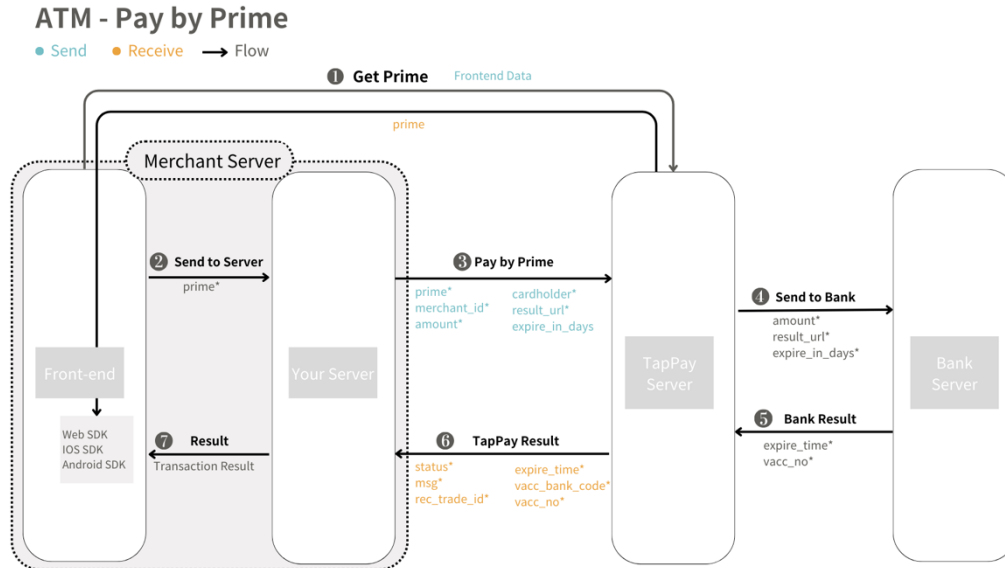 ATM - Pay by Prime
Send
Receive
Flow
1 Get Prime
Frontend Data
prime
Merchant Server
2 Send to Server
prime*
3 Pay by Prime
prime*
merchant_id*
amount*
cardholder*
result_url*
expire_in_days
4 Send to Bank
amount*
result_url*
expire_in_days*
Front-end
Your Server
TapPay
Server
Bank
Server
Web SDK
IOS SDK
Android SDK
7 Result
Transaction Result
6 TapPay Result
status*
msg*
rec_trade_id*
expire_time*
vacc_bank_code*
vacc_no*
5 Bank Result
expire_time*
vacc_no*